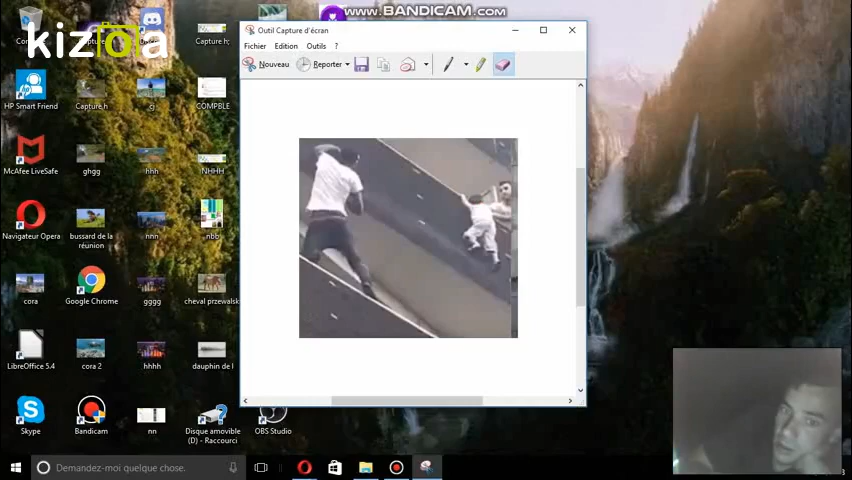 www.BANDICAM.com
kizoa
Outil Capture d'écran
Fichier Edition Outils ?
Nouveau Reporter
Capture h;
HP Smart Friend
Capture.h
cj
COMPBLE
McAfee LiveSafe
ghgg
hhh
NHHH
Navigateur Opera
bussard de la réunion
nnn
nbb
cora
Google Chrome
gggg
cheval przewalsk
LibreOffice 5.4
cora 2
hhhh
dauphin de l
Skype
Bandicam
nn
Disque amovible (D) - Raccourci
OBS Studio
Demandez-moi quelque chose.